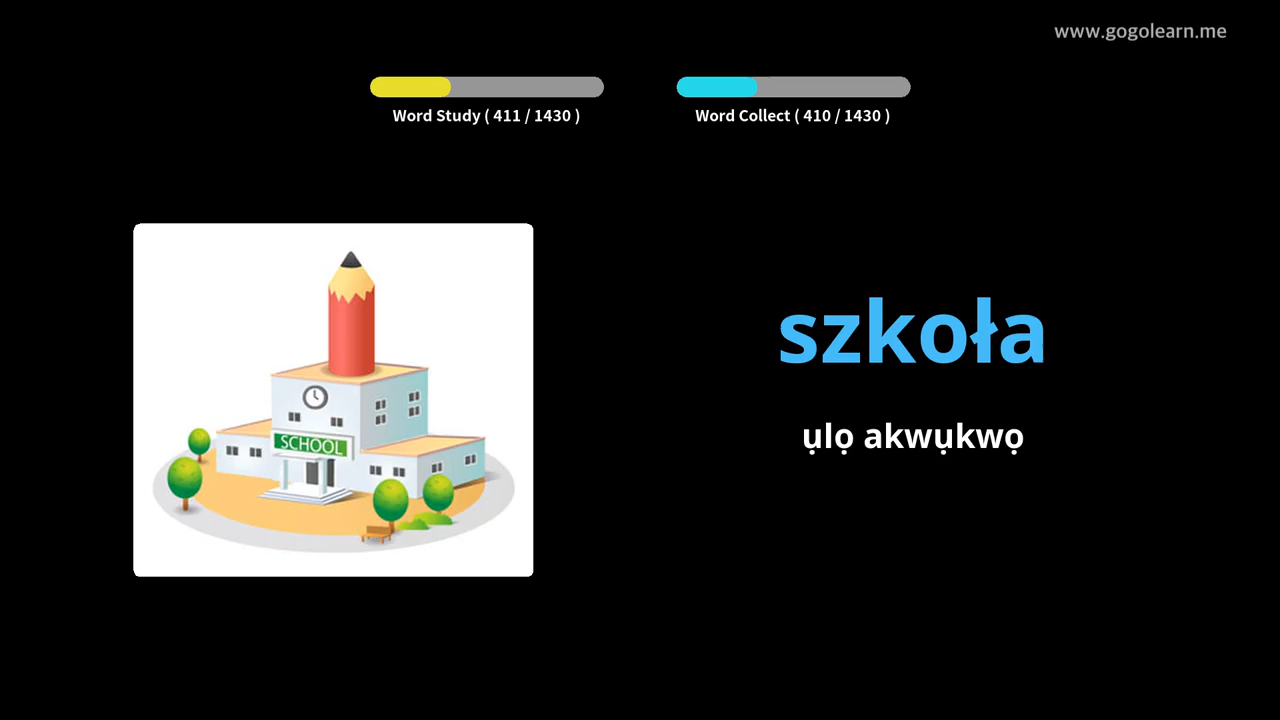 www.gogolearn.me
Word Study ( 411 / 1430 )
Word Collect ( 410 / 1430 )
SCHOOL
szkoła
ụlọ akwụkwọ